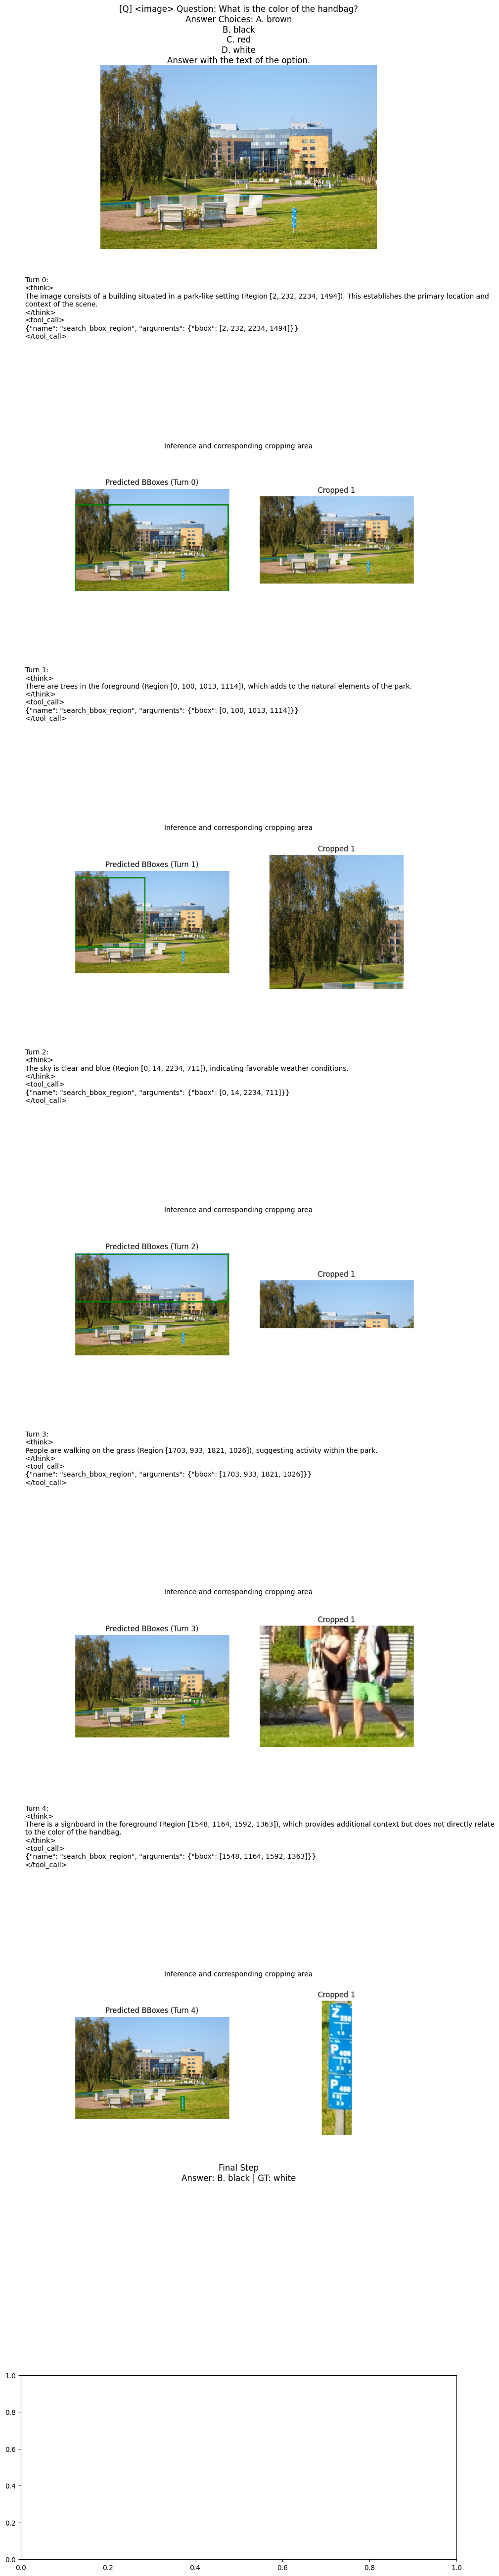 [Q] <image> Question: What is the color of the handbag?
Answer Choices: A. brown
B. black
C. red
D. white
Answer with the text of the option.
Turn 0:
<think>
The image consists of a building situated in a park-like setting (Region [2, 232, 2234, 1494]). This establishes the primary location and
context of the scene.
</think>
<tool_call>
{"name": "search_bbox_region", "arguments": {"bbox": [2, 232, 2234, 1494]}}
</tool_call>
Inference and corresponding cropping area
Predicted BBoxes (Turn 0)
Cropped 1
Turn 1:
<think>
There are trees in the foreground (Region [0, 100, 1013, 1114]), which adds to the natural elements of the park.
</think>
<tool_call>
{"name": "search_bbox_region", "arguments": {"bbox": [0, 100, 1013, 1114]}}
</tool_call>
Inference and corresponding cropping area
Predicted BBoxes (Turn 1)
Cropped 1
Turn 2:
<think>
The sky is clear and blue (Region [0, 14, 2234, 711]), indicating favorable weather conditions.
</think>
<tool_call>
{"name": "search_bbox_region", "arguments": {"bbox": [0, 14, 2234, 711]}}
</tool_call>
Inference and corresponding cropping area
Predicted BBoxes (Turn 2)
Cropped 1
Turn 3:
<think>
People are walking on the grass (Region [1703, 933, 1821, 1026]), suggesting activity within the park.
</think>
<tool_call>
{"name": "search_bbox_region", "arguments": {"bbox": [1703, 933, 1821, 1026]}}
</tool_call>
Inference and corresponding cropping area
Predicted BBoxes (Turn 3)
Cropped 1
Turn 4:
<think>
There is a signboard in the foreground (Region [1548, 1164, 1592, 1363]), which provides additional context but does not directly relate
to the color of the handbag.
</think>
<tool_call>
{"name": "search_bbox_region", "arguments": {"bbox": [1548, 1164, 1592, 1363]}}
</tool_call>
Inference and corresponding cropping area
Predicted BBoxes (Turn 4)
Cropped 1
Z
250
P
400
P
400
Final Step
Answer: B. black | GT: white
1.0
0.8
0.6
0.4
0.2
0.0
0.0 0.2 0.4 0.6 0.8 1.0